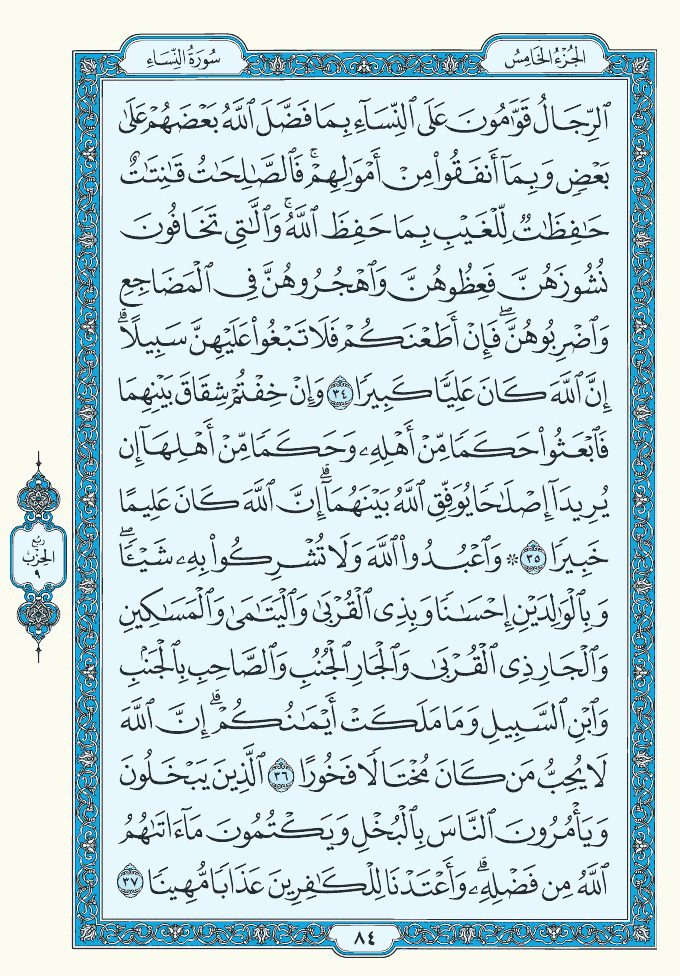 الجُزْءُ الخَامِسُ
سُورَةُ النِّسَاءِ
ٱلرِّجَالُ قَوَّٰمُونَ عَلَى ٱلنِّسَآءِ بِمَا فَضَّلَ ٱللَّهُ بَعْضَهُمْ عَلَىٰ
بَعْضٍ وَبِمَآ أَنفَقُوا۟ مِنْ أَمْوَٰلِهِمْ ۚ فَٱلصَّٰلِحَٰتُ قَٰنِتَٰتٌ
حَٰفِظَٰتٌ لِّلْغَيْبِ بِمَا حَفِظَ ٱللَّهُ ۚ وَٱلَّٰتِى تَخَافُونَ
نُشُوزَهُنَّ فَعِظُوهُنَّ وَٱهْجُرُوهُنَّ فِى ٱلْمَضَاجِعِ
وَٱضْرِبُوهُنَّ ۖ فَإِنْ أَطَعْنَكُمْ فَلَا تَبْغُوا۟ عَلَيْهِنَّ سَبِيلًا ۗ
إِنَّ ٱللَّهَ كَانَ عَلِيًّا كَبِيرًا ٣٤ وَإِنْ خِفْتُمْ شِقَاقَ بَيْنِهِمَا
فَٱبْعَثُوا۟ حَكَمًا مِّنْ أَهْلِهِۦ وَحَكَمًا مِّنْ أَهْلِهَآ إِن
يُرِيدَآ إِصْلَٰحًا يُوَفِّقِ ٱللَّهُ بَيْنَهُمَآ ۗ إِنَّ ٱللَّهَ كَانَ عَلِيمًا
خَبِيرًا ٣٥ ۞ وَٱعْبُدُوا۟ ٱللَّهَ وَلَا تُشْرِكُوا۟ بِهِۦ شَيْـًٔا ۖ
وَبِٱلْوَٰلِدَيْنِ إِحْسَٰنًا وَبِذِى ٱلْقُرْبَىٰ وَٱلْيَتَٰمَىٰ وَٱلْمَسَٰكِينِ
وَٱلْجَارِ ذِى ٱلْقُرْبَىٰ وَٱلْجَارِ ٱلْجُنُبِ وَٱلصَّاحِبِ بِٱلْجَنۢبِ
وَٱبْنِ ٱلسَّبِيلِ وَمَا مَلَكَتْ أَيْمَٰنُكُمْ ۗ إِنَّ ٱللَّهَ
لَا يُحِبُّ مَن كَانَ مُخْتَالًا فَخُورًا ٣٦ ٱلَّذِينَ يَبْخَلُونَ
وَيَأْمُرُونَ ٱلنَّاسَ بِٱلْبُخْلِ وَيَكْتُمُونَ مَآ ءَاتَىٰهُمُ
ٱللَّهُ مِن فَضْلِهِۦ ۗ وَأَعْتَدْنَا لِلْكَٰفِرِينَ عَذَابًا مُّهِينًا ٣٧
ربع
الحزب
٩
٨٤